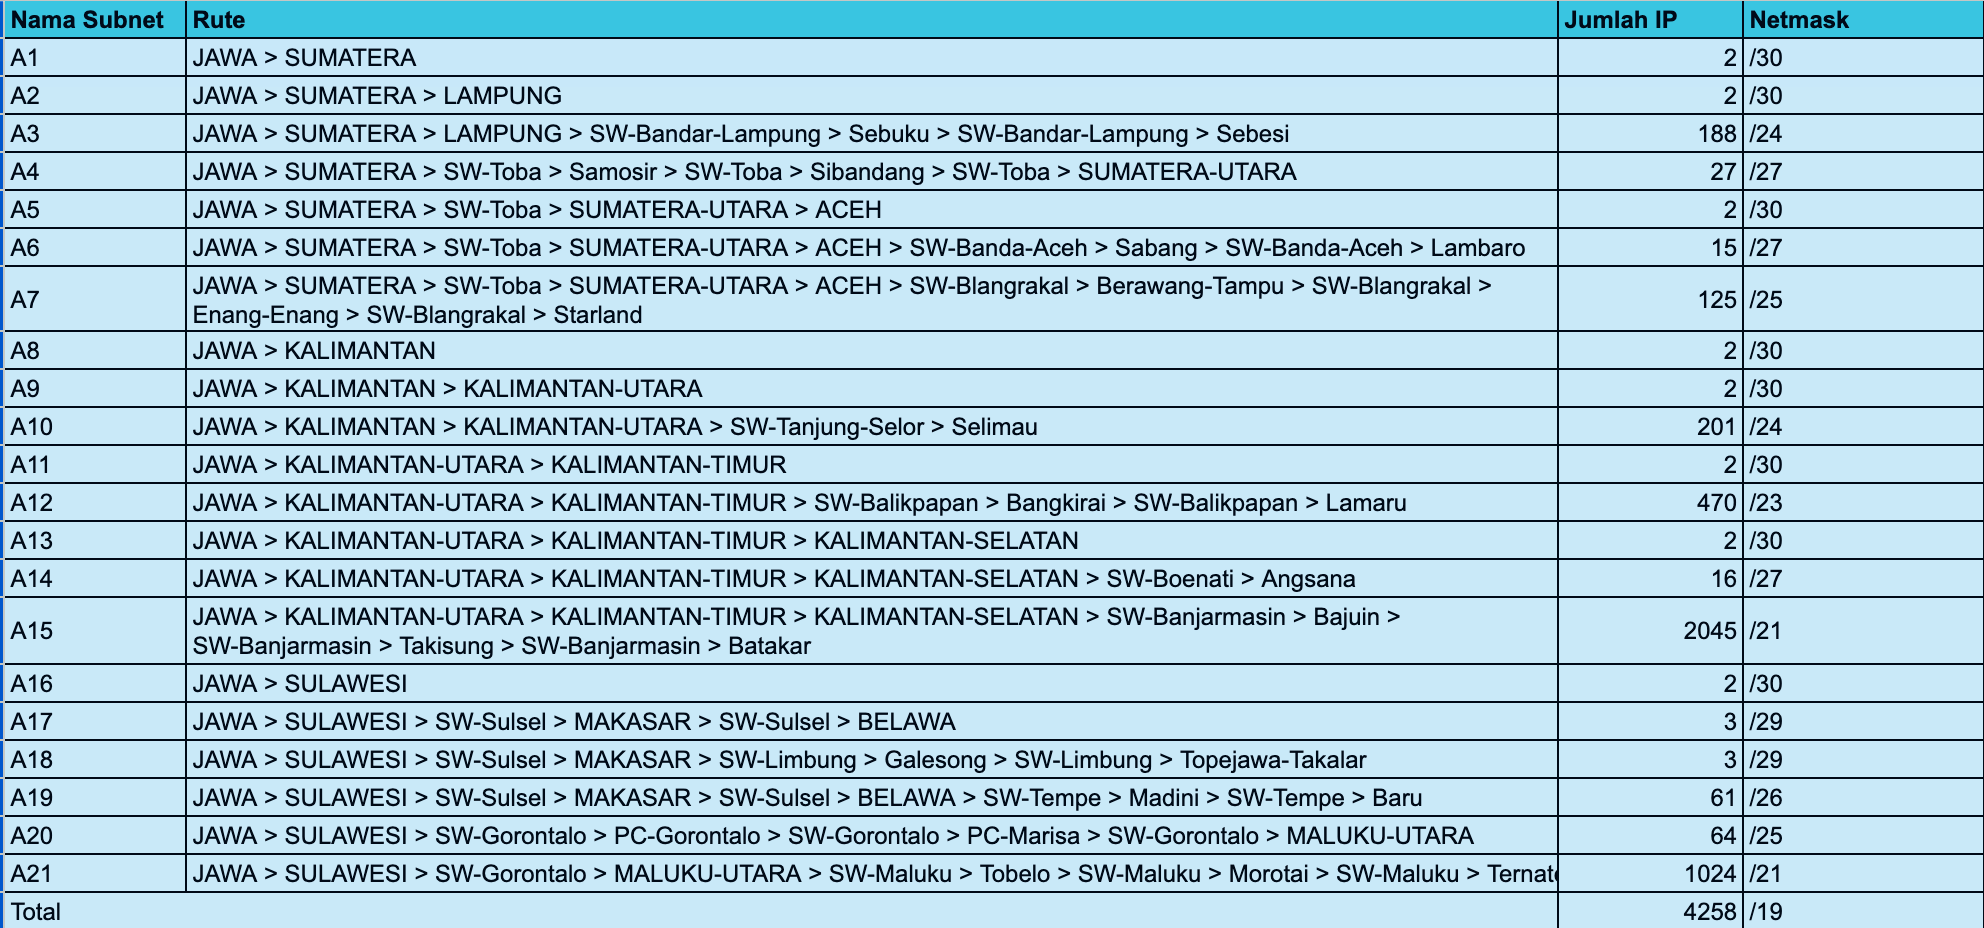 Nama Subnet Rute Jumlah IP Netmask
A1 JAWA > SUMATERA 2 /30
A2 JAWA > SUMATERA > LAMPUNG 2 /30
A3 JAWA > SUMATERA > LAMPUNG > SW-Bandar-Lampung > Sebuku > SW-Bandar-Lampung > Sebesi 188 /24
A4 JAWA > SUMATERA > SW-Toba > Samosir > SW-Toba > Sibandang > SW-Toba > SUMATERA-UTARA 27 /27
A5 JAWA > SUMATERA > SW-Toba > SUMATERA-UTARA > ACEH 2 /30
A6 JAWA > SUMATERA > SW-Toba > SUMATERA-UTARA > ACEH > SW-Banda-Aceh > Sabang > SW-Banda-Aceh > Lambaro 15 /27
A7 JAWA > SUMATERA > SW-Toba > SUMATERA-UTARA > ACEH > SW-Blangrakal > Berawang-Tampu > SW-Blangrakal >
Enang-Enang > SW-Blangrakal > Starland 125 /25
A8 JAWA > KALIMANTAN 2 /30
A9 JAWA > KALIMANTAN > KALIMANTAN-UTARA 2 /30
A10 JAWA > KALIMANTAN > KALIMANTAN-UTARA > SW-Tanjung-Selor > Selimau 201 /24
A11 JAWA > KALIMANTAN-UTARA > KALIMANTAN-TIMUR 2 /30
A12 JAWA > KALIMANTAN-UTARA > KALIMANTAN-TIMUR > SW-Balikpapan > Bangkirai > SW-Balikpapan > Lamaru 470 /23
A13 JAWA > KALIMANTAN-UTARA > KALIMANTAN-TIMUR > KALIMANTAN-SELATAN 2 /30
A14 JAWA > KALIMANTAN-UTARA > KALIMANTAN-TIMUR > KALIMANTAN-SELATAN > SW-Boenati > Angsana 16 /27
A15 JAWA > KALIMANTAN-UTARA > KALIMANTAN-TIMUR > KALIMANTAN-SELATAN > SW-Banjarmasin > Bajuin >
SW-Banjarmasin > Takisung > SW-Banjarmasin > Batakar 2045 /21
A16 JAWA > SULAWESI 2 /30
A17 JAWA > SULAWESI > SW-Sulsel > MAKASAR > SW-Sulsel > BELAWA 3 /29
A18 JAWA > SULAWESI > SW-Sulsel > MAKASAR > SW-Limbung > Galesong > SW-Limbung > Topejawa-Takalar 3 /29
A19 JAWA > SULAWESI > SW-Sulsel > MAKASAR > SW-Sulsel > BELAWA > SW-Tempe > Madini > SW-Tempe > Baru 61 /26
A20 JAWA > SULAWESI > SW-Gorontalo > PC-Gorontalo > SW-Gorontalo > PC-Marisa > SW-Gorontalo > MALUKU-UTARA 64 /25
A21 JAWA > SULAWESI > SW-Gorontalo > MALUKU-UTARA > SW-Maluku > Tobelo > SW-Maluku > Morotai > SW-Maluku > Ternate 1024 /21
Total 4258 /19